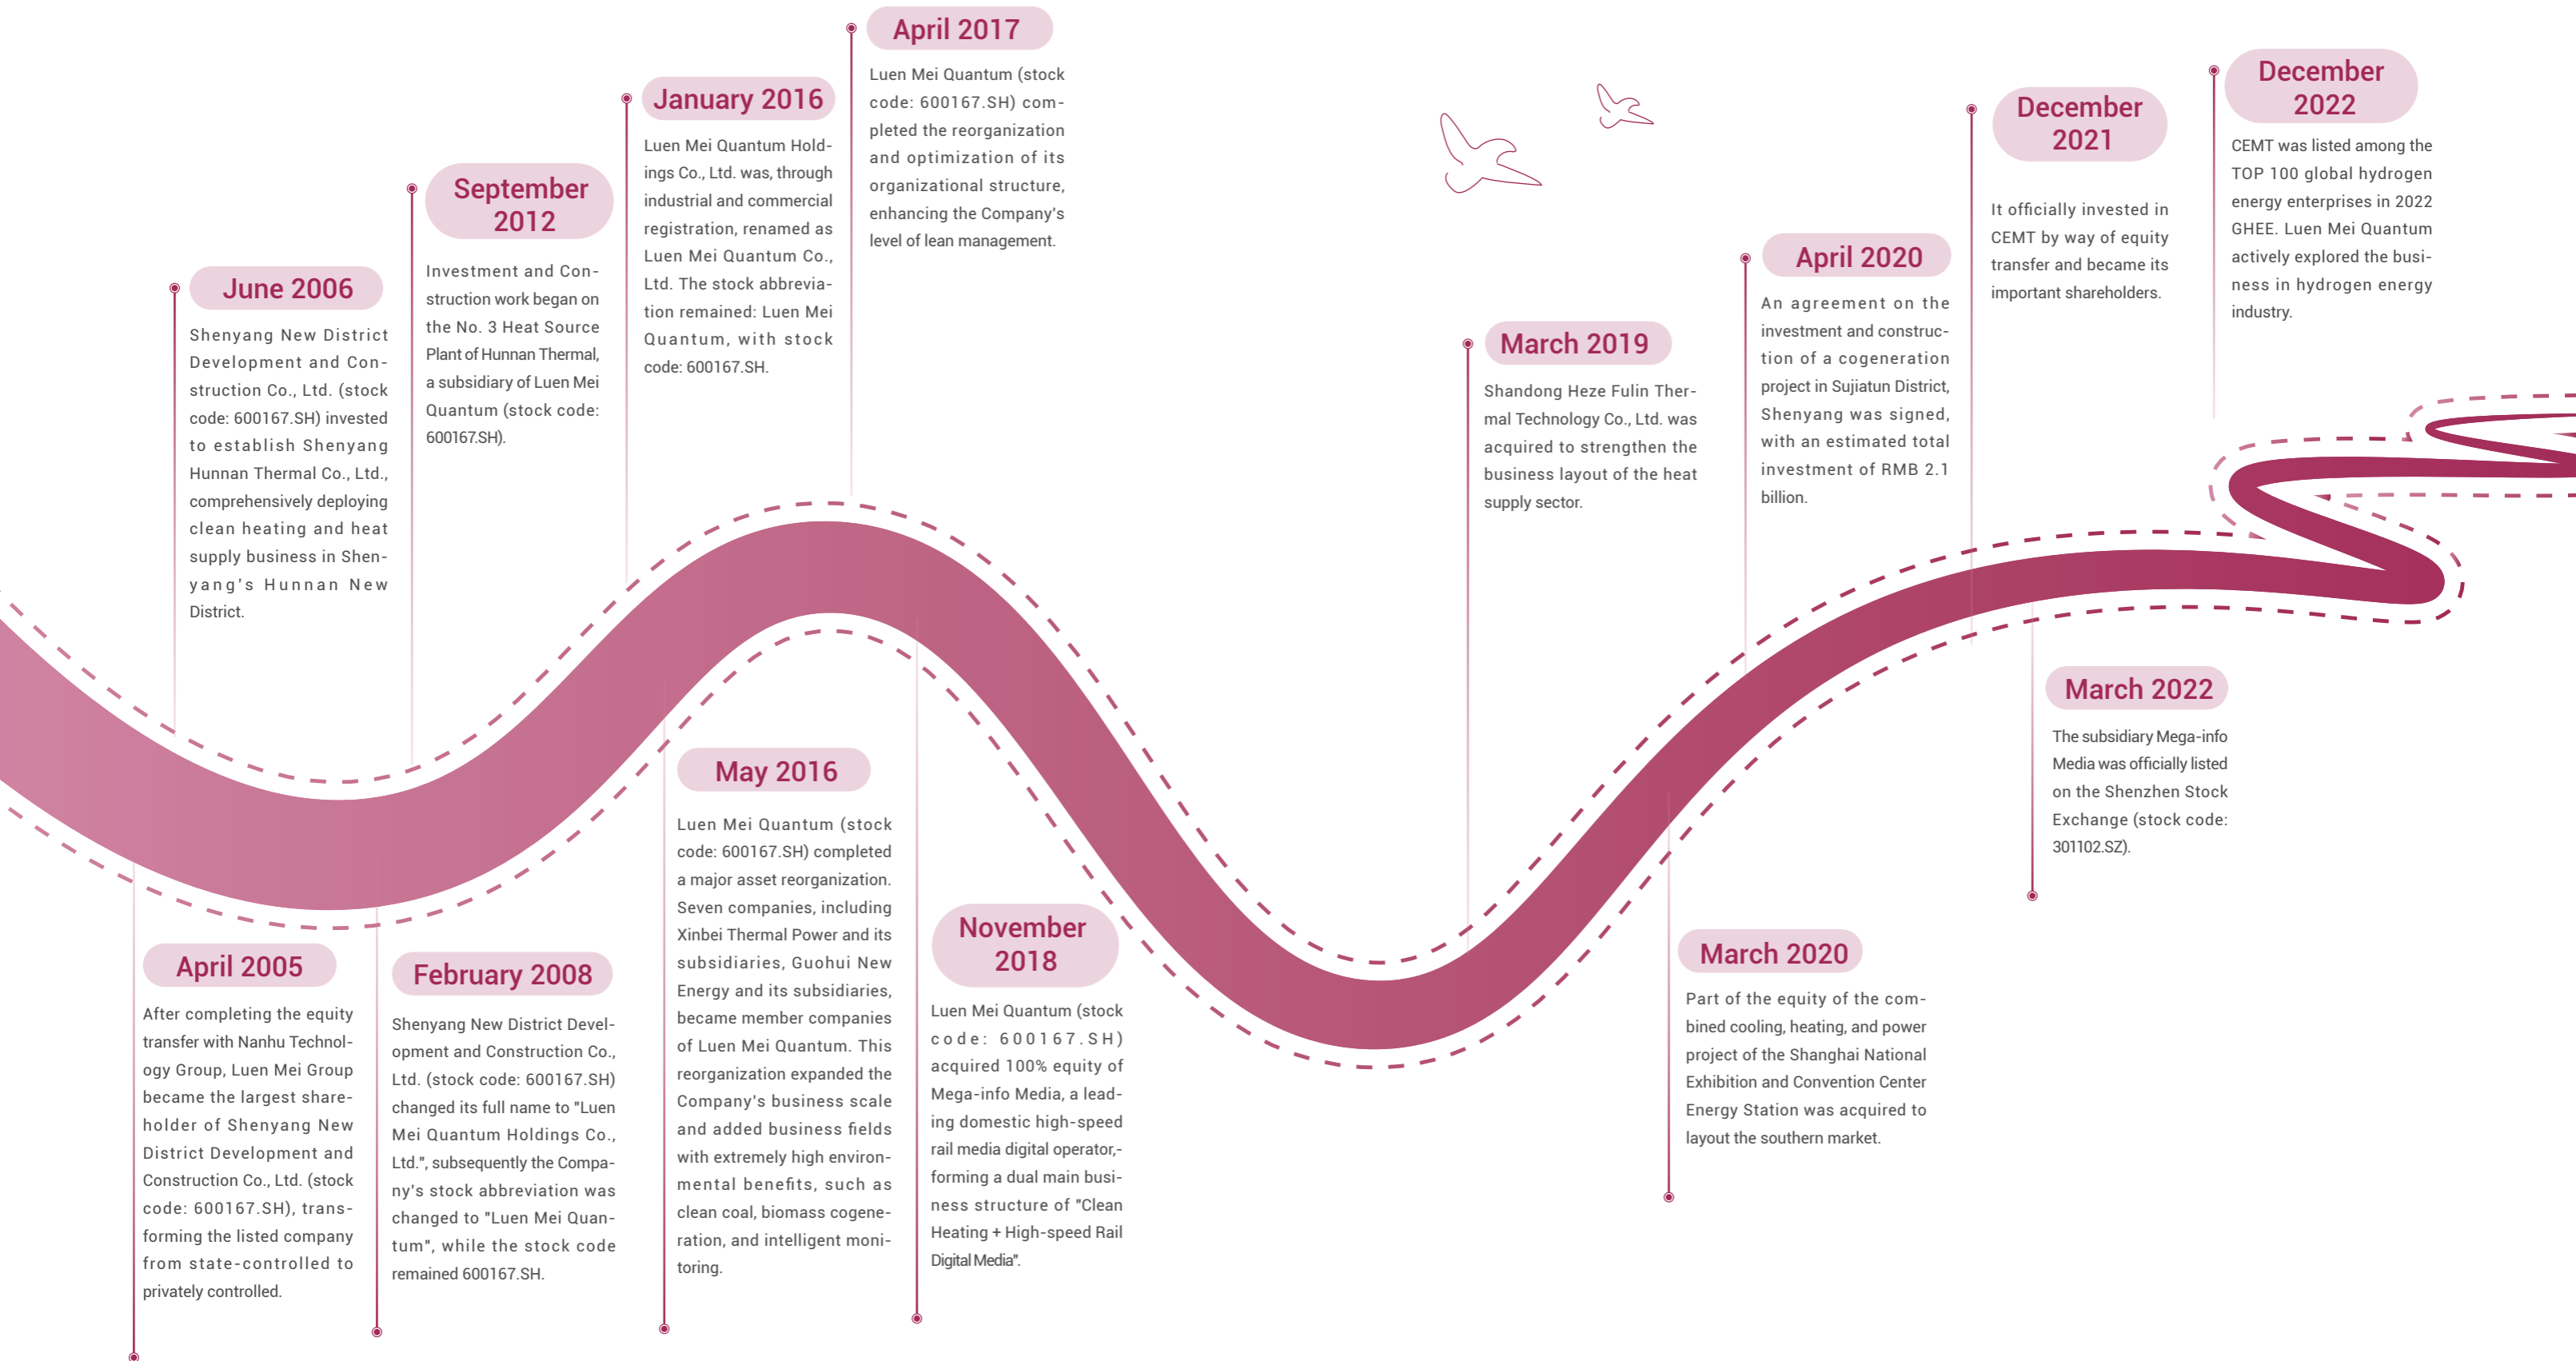 April 2005
After completing the equity
transfer with Nanhu Technol-
ogy Group, Luen Mei Group
became the largest share-
holder of Shenyang New
District Development and
Construction Co., Ltd. (stock
code: 600167.SH), trans-
forming the listed company
from state-controlled to
privately controlled.
June 2006
Shenyang New District
Development and Con-
struction Co., Ltd. (stock
code: 600167.SH) invested
to establish Shenyang
Hunnan Thermal Co., Ltd.,
comprehensively deploying
clean heating and heat
supply business in Shen-
yang's Hunnan New
District.
February 2008
Shenyang New District Devel-
opment and Construction Co.,
Ltd. (stock code: 600167.SH)
changed its full name to "Luen
Mei Quantum Holdings Co.,
Ltd.", subsequently the Compa-
ny's stock abbreviation was
changed to "Luen Mei Quan-
tum", while the stock code
remained 600167.SH.
September
2012
Investment and Con-
struction work began on
the No. 3 Heat Source
Plant of Hunnan Thermal,
a subsidiary of Luen Mei
Quantum (stock code:
600167.SH).
January 2016
Luen Mei Quantum Hold-
ings Co., Ltd. was, through
industrial and commercial
registration, renamed as
Luen Mei Quantum Co.,
Ltd. The stock abbrevia-
tion remained: Luen Mei
Quantum, with stock
code: 600167.SH.
May 2016
Luen Mei Quantum (stock
code: 600167.SH) completed
a major asset reorganization.
Seven companies, including
Xinbei Thermal Power and its
subsidiaries, Guohui New
Energy and its subsidiaries,
became member companies
of Luen Mei Quantum. This
reorganization expanded the
Company's business scale
and added business fields
with extremely high environ-
mental benefits, such as
clean coal, biomass cogene-
ration, and intelligent moni-
toring.
April 2017
Luen Mei Quantum (stock
code: 600167.SH) com-
pleted the reorganization
and optimization of its
organizational structure,
enhancing the Company's
level of lean management.
November
2018
Luen Mei Quantum (stock
code: 600167.SH)
acquired 100% equity of
Mega-info Media, a lead-
ing domestic high-speed
rail media digital operator,-
forming a dual main busi-
ness structure of "Clean
Heating + High-speed Rail
Digital Media".
March 2019
Shandong Heze Fulin Ther-
mal Technology Co., Ltd. was
acquired to strengthen the
business layout of the heat
supply sector.
March 2020
Part of the equity of the com-
bined cooling, heating, and power
project of the Shanghai National
Exhibition and Convention Center
Energy Station was acquired to
layout the southern market.
April 2020
An agreement on the
investment and construc-
tion of a cogeneration
project in Sujiatun District,
Shenyang was signed,
with an estimated total
investment of RMB 2.1
billion.
December
2021
It officially invested in
CEMT by way of equity
transfer and became its
important shareholders.
March 2022
The subsidiary Mega-info
Media was officially listed
on the Shenzhen Stock
Exchange (stock code:
301102.SZ).
December
2022
CEMT was listed among the
TOP 100 global hydrogen
energy enterprises in 2022
GHEE. Luen Mei Quantum
actively explored the busi-
ness in hydrogen energy
industry.